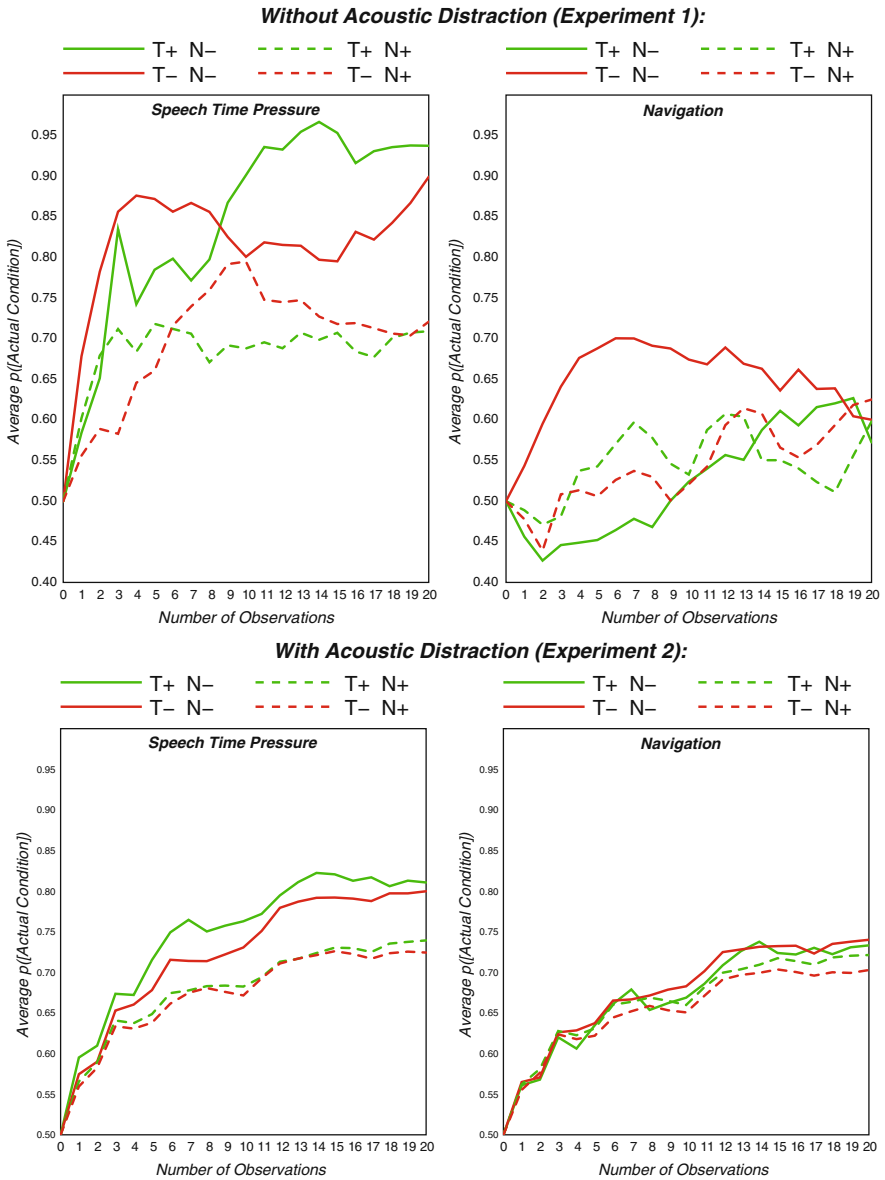 Without Acoustic Distraction (Experiment 1):
T+ N− T+ N+
T− N− T− N+
T+ N− T+ N+
T− N− T− N+
Speech Time Pressure
Average p([Actual Condition])
0.95
0.90
0.85
0.80
0.75
0.70
0.65
0.60
0.55
0.50
0.45
0.40
0 1 2 3 4 5 6 7 8 9 10 11 12 13 14 15 16 17 18 19 20
Number of Observations
Navigation
Average p([Actual Condition])
0.95
0.90
0.85
0.80
0.75
0.70
0.65
0.60
0.55
0.50
0.45
0.40
0 1 2 3 4 5 6 7 8 9 10 11 12 13 14 15 16 17 18 19 20
Number of Observations
With Acoustic Distraction (Experiment 2):
T+ N− T+ N+
T− N− T− N+
T+ N− T+ N+
T− N− T− N+
Speech Time Pressure
Average p([Actual Condition])
0.95
0.90
0.85
0.80
0.75
0.70
0.65
0.60
0.55
0.50
0 1 2 3 4 5 6 7 8 9 10 11 12 13 14 15 16 17 18 19 20
Number of Observations
Navigation
Average p([Actual Condition])
0.95
0.90
0.85
0.80
0.75
0.70
0.65
0.60
0.55
0.50
0 1 2 3 4 5 6 7 8 9 10 11 12 13 14 15 16 17 18 19 20
Number of Observations